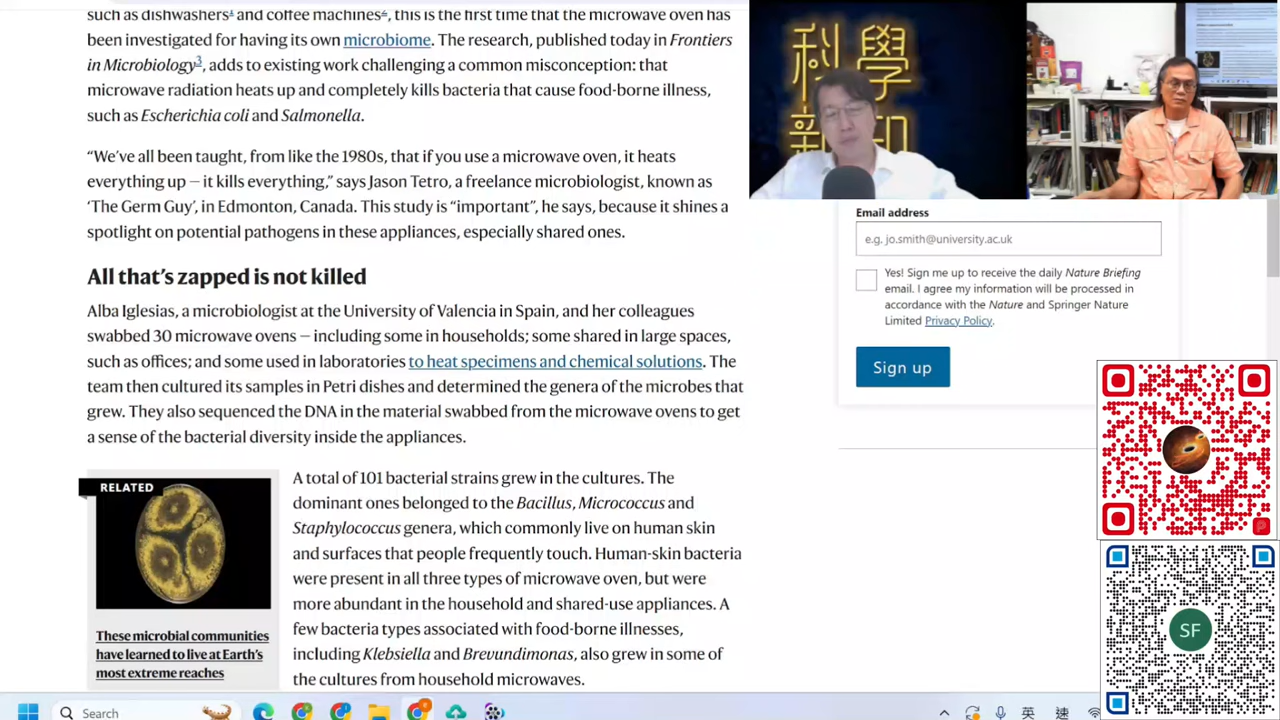 such as dishwashers¹ and coffee machines², this is the first time a microwave oven has
been investigated for having its own microbiome. The research, published today in Frontiers
in Microbiology³, adds to existing work challenging a common misconception: that
microwave radiation heats up and completely kills bacteria that cause food-borne illness,
such as Escherichia coli and Salmonella.
“We’ve all been taught, from like the 1980s, that if you use a microwave oven, it heats
everything up — it kills everything,” says Jason Tetro, a freelance microbiologist, known as
‘The Germ Guy’, in Edmonton, Canada. This study is “important”, he says, because it shines a
spotlight on potential pathogens in these appliances, especially shared ones.
All that’s zapped is not killed
Alba Iglesias, a microbiologist at the University of Valencia in Spain, and her colleagues
swabbed 30 microwave ovens — including some in households; some shared in large spaces,
such as offices; and some used in laboratories to heat specimens and chemical solutions. The
team then cultured its samples in Petri dishes and determined the genera of the microbes that
grew. They also sequenced the DNA in the material swabbed from the microwave ovens to get
a sense of the bacterial diversity inside the appliances.
RELATED
These microbial communities
have learned to live at Earth’s
most extreme reaches
A total of 101 bacterial strains grew in the cultures. The
dominant ones belonged to the Bacillus, Micrococcus and
Staphylococcus genera, which commonly live on human skin
and surfaces that people frequently touch. Human-skin bacteria
were present in all three types of microwave oven, but were
more abundant in the household and shared-use appliances. A
few bacteria types associated with food-borne illnesses,
including Klebsiella and Brevundimonas, also grew in some of
the cultures from household microwaves.
科學
新知
Email address
e.g. jo.smith@university.ac.uk
Yes! Sign me up to receive the daily Nature Briefing
email. I agree my information will be processed in
accordance with the Nature and Springer Nature
Limited Privacy Policy.
Sign up
SF
Search
英
速